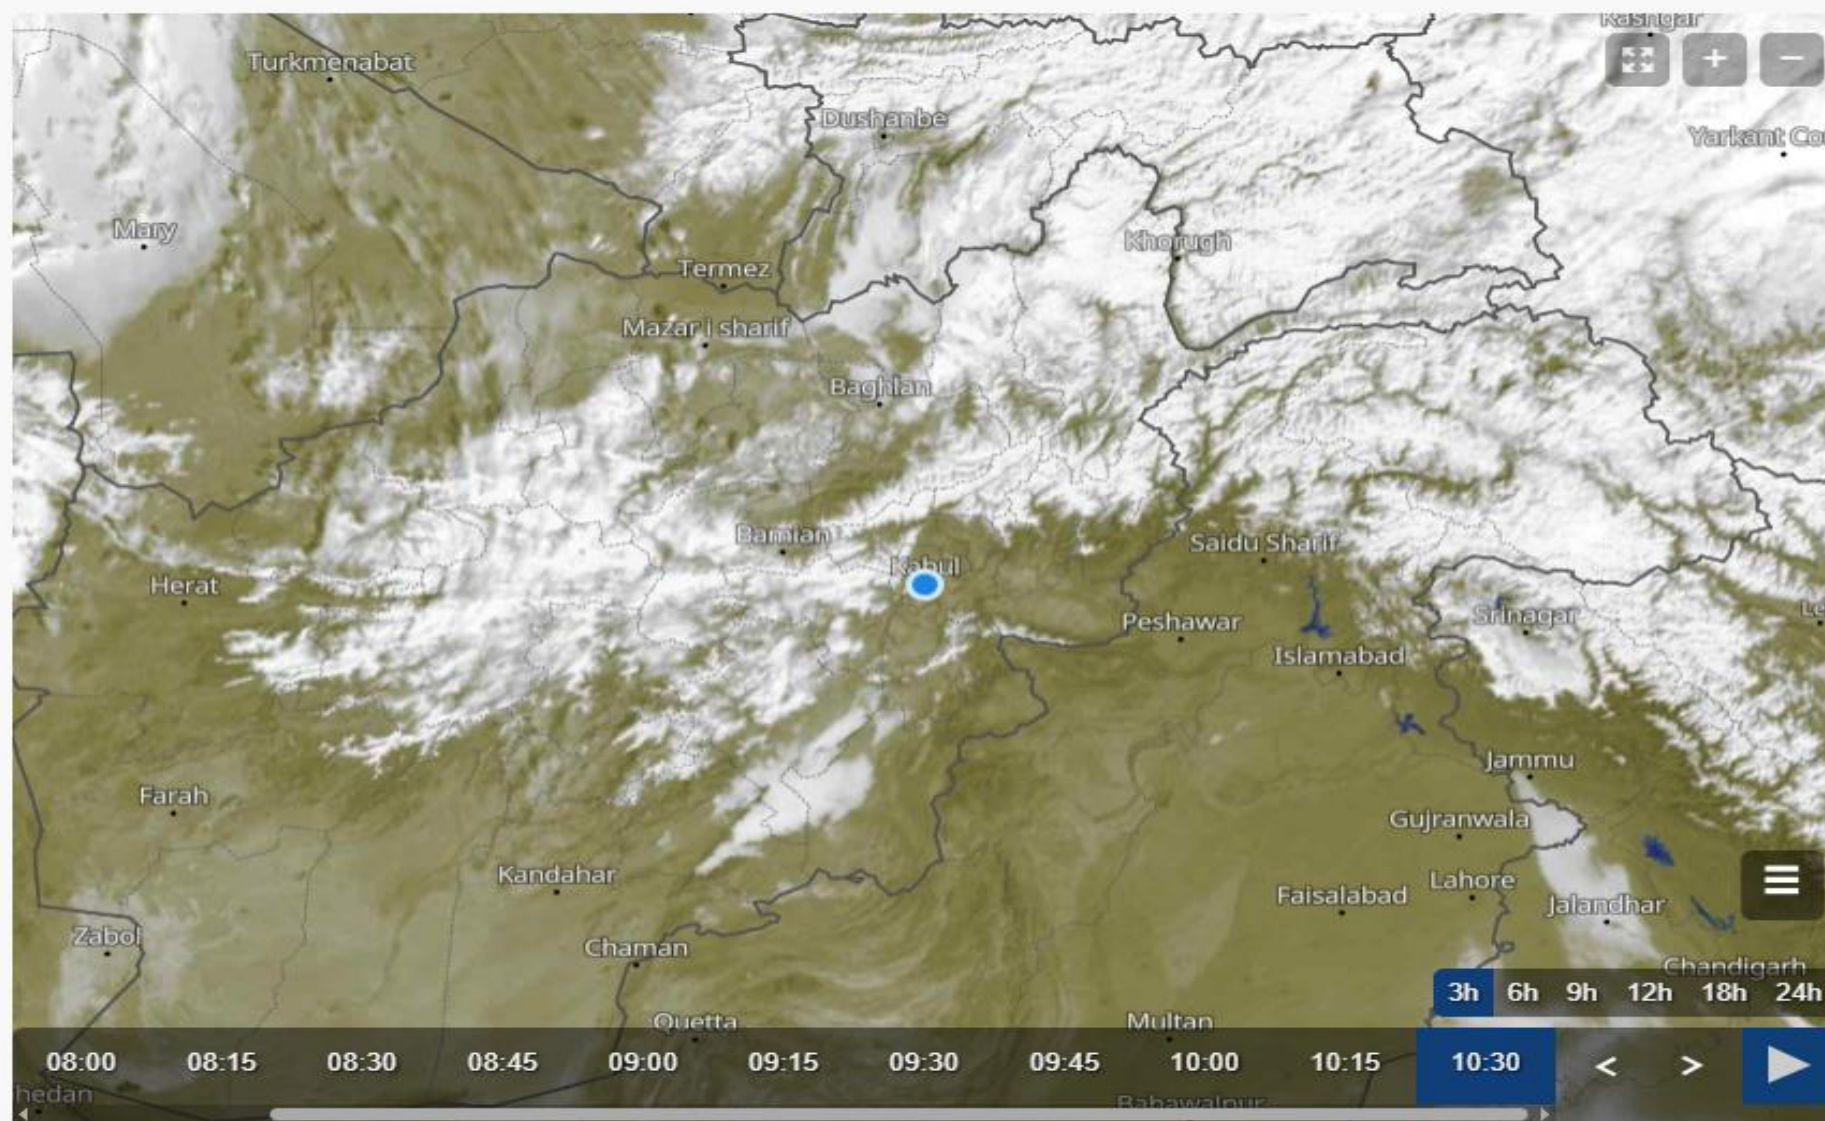 Kashgar
Turkmenabat
+
−
Dushanbe
Mary
Khorugh
Termez
Mazar i sharif
Baghlan
Bamian
Saidu Sharif
Kabul
Herat
Srinagar
Peshawar
Islamabad
Jammu
Farah
Gujranwala
Kandahar
Lahore
Faisalabad
Jalandhar
Zabol
Chaman
Chandigarh
3h 6h 9h 12h 18h 24h
Quetta
Multan
08:00 08:15 08:30 08:45 09:00 09:15 09:30 09:45 10:00 10:15 10:30 < >
hedan